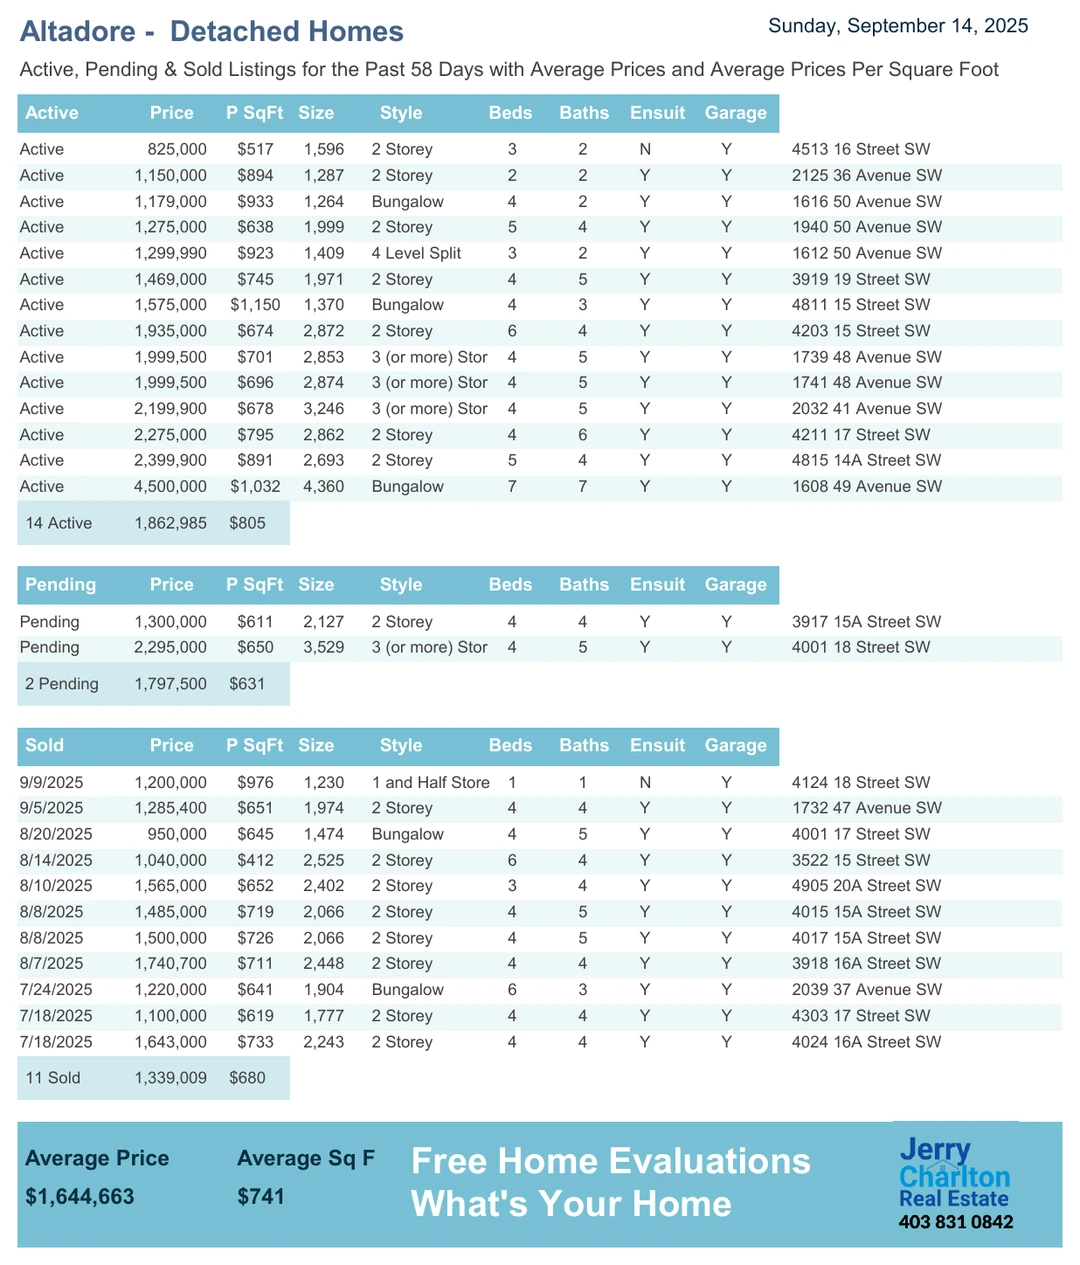 Altadore -  Detached Homes
Sunday, September 14, 2025
Active, Pending & Sold Listings for the Past 58 Days with Average Prices and Average Prices Per Square Foot
Active Price P SqFt Size Style Beds Baths Ensuit Garage
Active 825,000 $517 1,596 2 Storey 3 2 N Y 4513 16 Street SW
Active 1,150,000 $894 1,287 2 Storey 2 2 Y Y 2125 36 Avenue SW
Active 1,179,000 $933 1,264 Bungalow 4 2 Y Y 1616 50 Avenue SW
Active 1,275,000 $638 1,999 2 Storey 5 4 Y Y 1940 50 Avenue SW
Active 1,299,990 $923 1,409 4 Level Split 3 2 Y Y 1612 50 Avenue SW
Active 1,469,000 $745 1,971 2 Storey 4 5 Y Y 3919 19 Street SW
Active 1,575,000 $1,150 1,370 Bungalow 4 3 Y Y 4811 15 Street SW
Active 1,935,000 $674 2,872 2 Storey 6 4 Y Y 4203 15 Street SW
Active 1,999,500 $701 2,853 3 (or more) Stor 4 5 Y Y 1739 48 Avenue SW
Active 1,999,500 $696 2,874 3 (or more) Stor 4 5 Y Y 1741 48 Avenue SW
Active 2,199,900 $678 3,246 3 (or more) Stor 4 5 Y Y 2032 41 Avenue SW
Active 2,275,000 $795 2,862 2 Storey 4 6 Y Y 4211 17 Street SW
Active 2,399,900 $891 2,693 2 Storey 5 4 Y Y 4815 14A Street SW
Active 4,500,000 $1,032 4,360 Bungalow 7 7 Y Y 1608 49 Avenue SW
14 Active 1,862,985 $805
Pending Price P SqFt Size Style Beds Baths Ensuit Garage
Pending 1,300,000 $611 2,127 2 Storey 4 4 Y Y 3917 15A Street SW
Pending 2,295,000 $650 3,529 3 (or more) Stor 4 5 Y Y 4001 18 Street SW
2 Pending 1,797,500 $631
Sold Price P SqFt Size Style Beds Baths Ensuit Garage
9/9/2025 1,200,000 $976 1,230 1 and Half Store 1 1 N Y 4124 18 Street SW
9/5/2025 1,285,400 $651 1,974 2 Storey 4 4 Y Y 1732 47 Avenue SW
8/20/2025 950,000 $645 1,474 Bungalow 4 5 Y Y 4001 17 Street SW
8/14/2025 1,040,000 $412 2,525 2 Storey 6 4 Y Y 3522 15 Street SW
8/10/2025 1,565,000 $652 2,402 2 Storey 3 4 Y Y 4905 20A Street SW
8/8/2025 1,485,000 $719 2,066 2 Storey 4 5 Y Y 4015 15A Street SW
8/8/2025 1,500,000 $726 2,066 2 Storey 4 5 Y Y 4017 15A Street SW
8/7/2025 1,740,700 $711 2,448 2 Storey 4 4 Y Y 3918 16A Street SW
7/24/2025 1,220,000 $641 1,904 Bungalow 6 3 Y Y 2039 37 Avenue SW
7/18/2025 1,100,000 $619 1,777 2 Storey 4 4 Y Y 4303 17 Street SW
7/18/2025 1,643,000 $733 2,243 2 Storey 4 4 Y Y 4024 16A Street SW
11 Sold 1,339,009 $680
Average Price Average Sq F
$1,644,663 $741
Free Home Evaluations
What's Your Home
Jerry
Charlton
Real Estate
403 831 0842